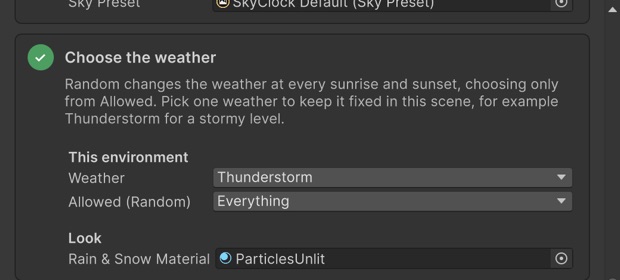 Sky Preset
SkyClock Default (Sky Preset)
Choose the weather
Random changes the weather at every sunrise and sunset, choosing only
from Allowed. Pick one weather to keep it fixed in this scene, for example
Thunderstorm for a stormy level.
This environment
Weather
Thunderstorm
Allowed (Random)
Everything
Look
Rain & Snow Material
ParticlesUnlit